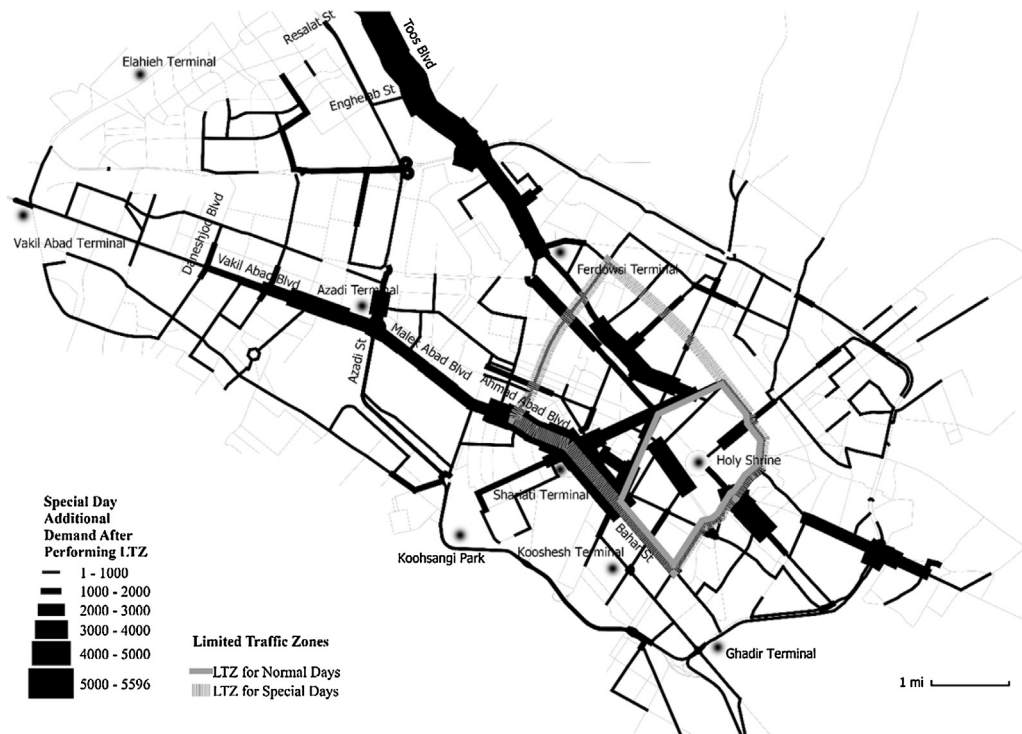 Resalat St
Toos Blvd
Elahieh Terminal
Enghelab St
Daneshjoo Blvd
Vakil Abad Terminal
Vakil Abad Blvd
Ferdowsi Terminal
Azadi Terminal
Azadi St
Malek Abad Blvd
Ahmad Abad Blvd
Holy Shrine
Shariati Terminal
Bahar St
Koohsangi Park
Kooshesh Terminal
Ghadir Terminal
Special Day
Additional
Demand After
Performing LTZ
1 - 1000
1000 - 2000
2000 - 3000
3000 - 4000
4000 - 5000
5000 - 5596
Limited Traffic Zones
LTZ for Normal Days
LTZ for Special Days
1 mi